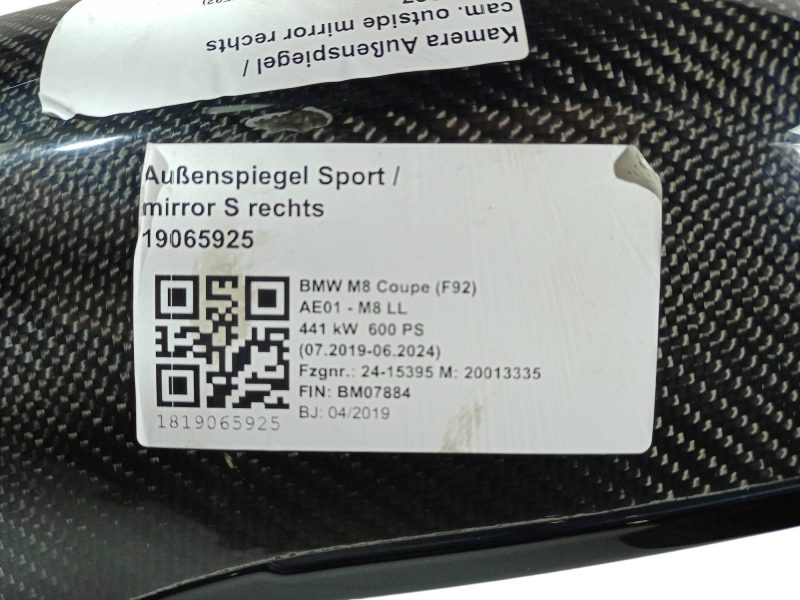 Kamera Außenspiegel /
cam. outside mirror rechts
Außenspiegel Sport /
mirror S rechts
19065925
BMW M8 Coupe (F92)
AE01 - M8 LL
441 kW 600 PS
(07.2019-06.2024)
Fzgnr.: 24-15395 M: 20013335
FIN: BM07884
BJ: 04/2019
1819065925